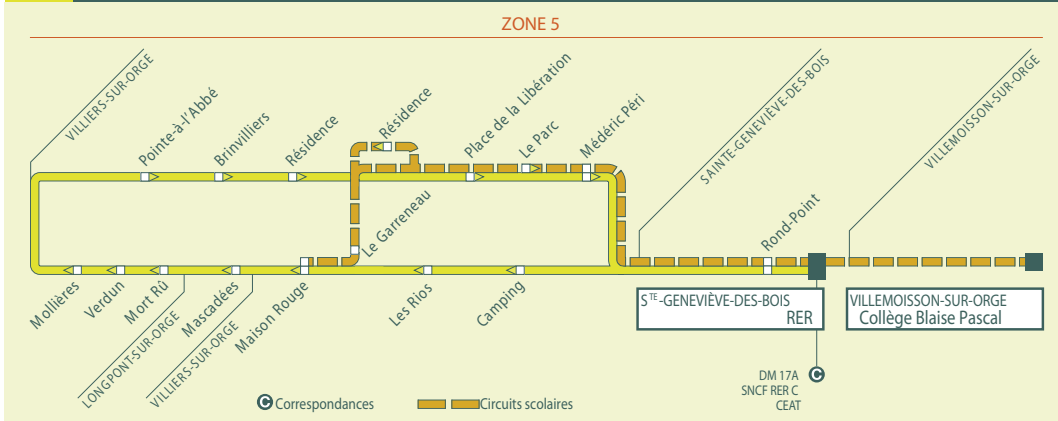 ZONE 5
VILLIERS-SUR-ORGE
Pointe-à-l'Abbé
Brinvilliers
Résidence
Résidence
Place de la Libération
Le Parc
Médéric Péri
SAINTE-GENEVIÈVE-DES-BOIS
VILLEMOISSON-SUR-ORGE
Le Garreneau
Rond-Point
Mollières
Verdun
Mort Rû
Mascadées
Maison Rouge
Les Rios
Camping
LONGPONT-SUR-ORGE
VILLIERS-SUR-ORGE
STE-GENEVIÈVE-DES-BOIS
RER
VILLEMOISSON-SUR-ORGE
Collège Blaise Pascal
DM 17A
SNCF RER C
CEAT
C
C Correspondances
Circuits scolaires